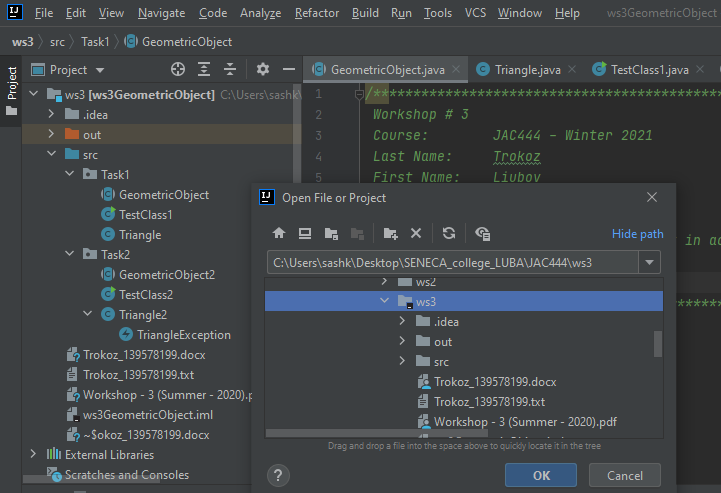 File Edit View Navigate Code Analyze Refactor Build Run Tools VCS Window Help ws3GeometricObject
ws3 src Task1 GeometricObject
Project
Project
GeometricObject.java Triangle.java TestClass1.java
ws3 [ws3GeometricObject] C:\Users\sashk
.idea
out
src
Task1
GeometricObject
TestClass1
Triangle
Task2
GeometricObject2
TestClass2
Triangle2
TriangleException
Trokoz_139578199.docx
Trokoz_139578199.txt
Workshop - 3 (Summer - 2020).p
ws3GeometricObject.iml
~$okoz_139578199.docx
External Libraries
Scratches and Consoles
1 /*******************************************
2 Workshop # 3
3 Course: JAC444 - Winter 2021
4 Last Name: Trokoz
5 First Name: Liubov
in ac
*****
Open File or Project
Hide path
C:\Users\sashk\Desktop\SENECA_college_LUBA\JAC444\ws3
ws2
ws3
.idea
out
src
Trokoz_139578199.docx
Trokoz_139578199.txt
Workshop - 3 (Summer - 2020).pdf
Drag and drop a file into the space above to quickly locate it in the tree
? OK Cancel